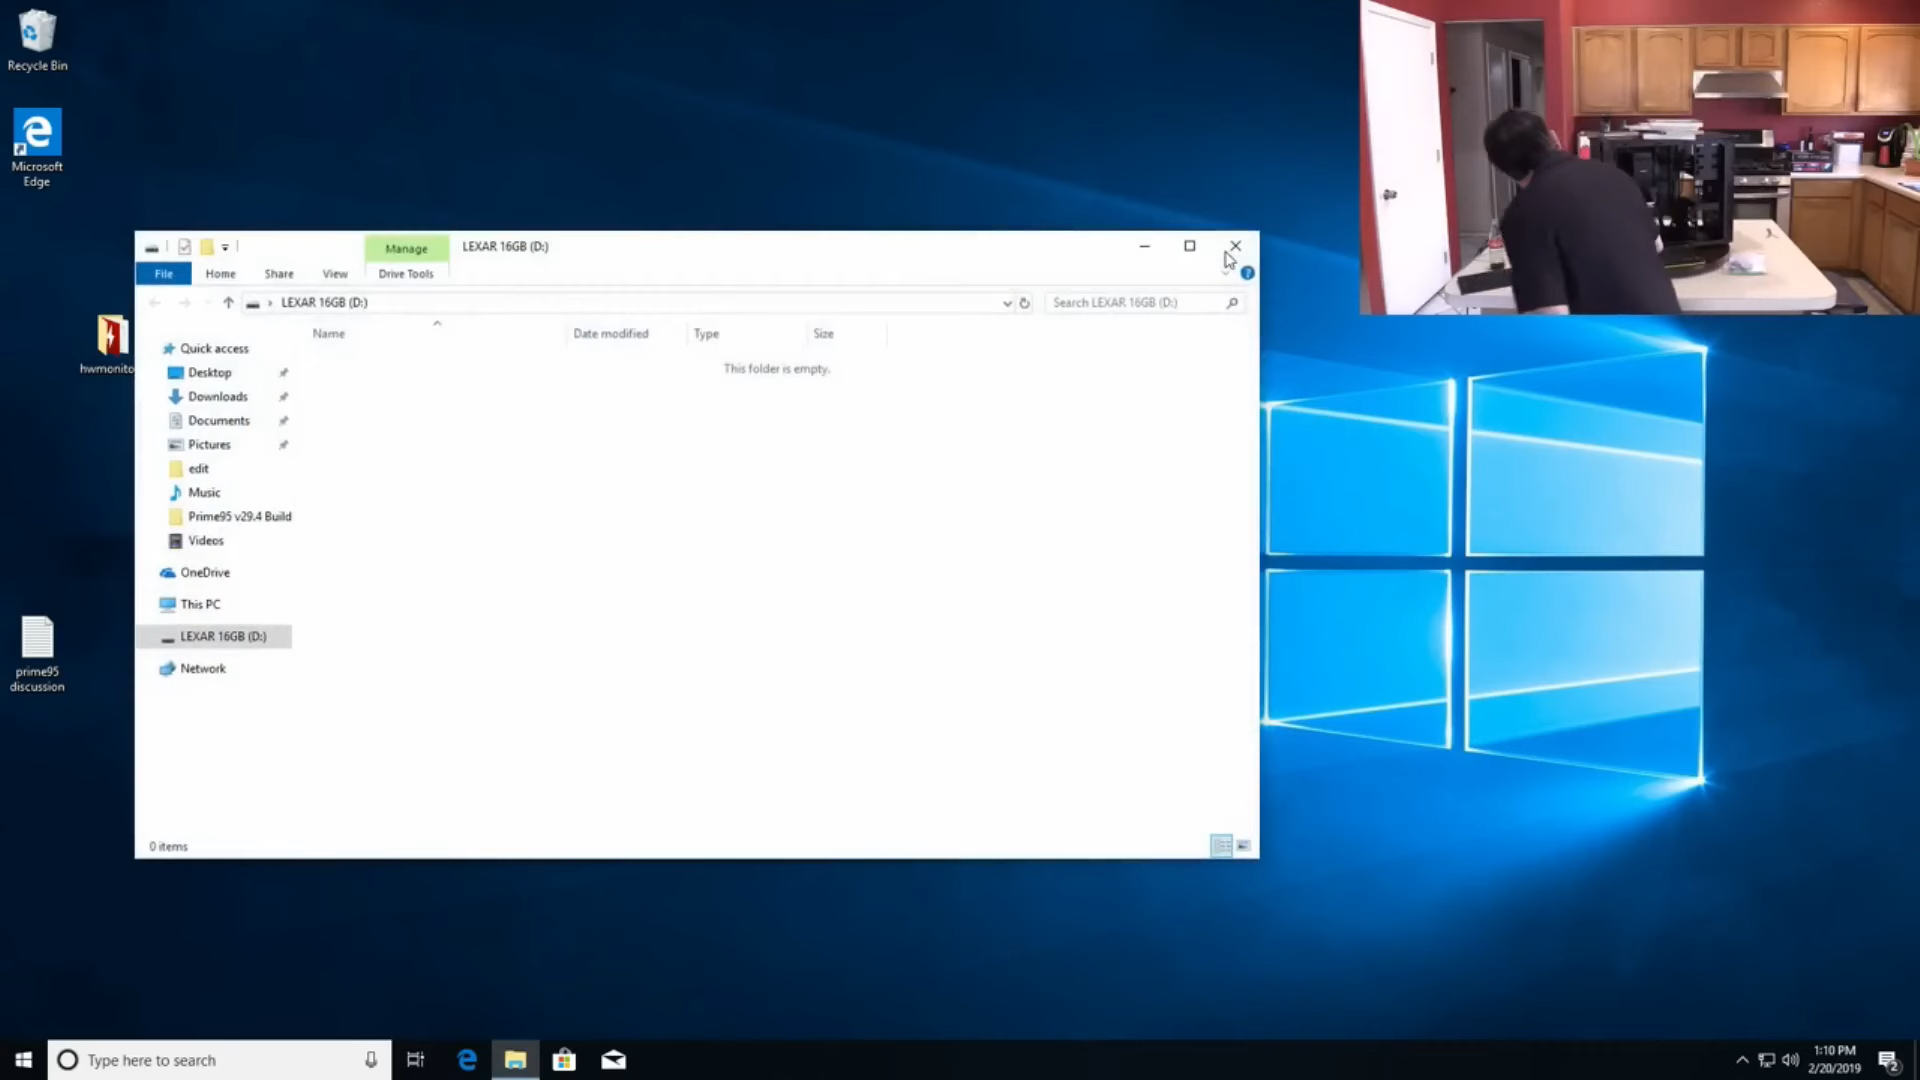 Recycle Bin
Microsoft
Edge
hwmonito
prime95
discussion
Manage
LEXAR 16GB (D:)
File
Home
Share
View
Drive Tools
LEXAR 16GB (D:)
Search LEXAR 16GB (D:)
Name
Date modified
Type
Size
This folder is empty.
Quick access
Desktop
Downloads
Documents
Pictures
edit
Music
Prime95 v29.4 Build
Videos
OneDrive
This PC
LEXAR 16GB (D:)
Network
0 items
Type here to search
1:10 PM
2/20/2019
2